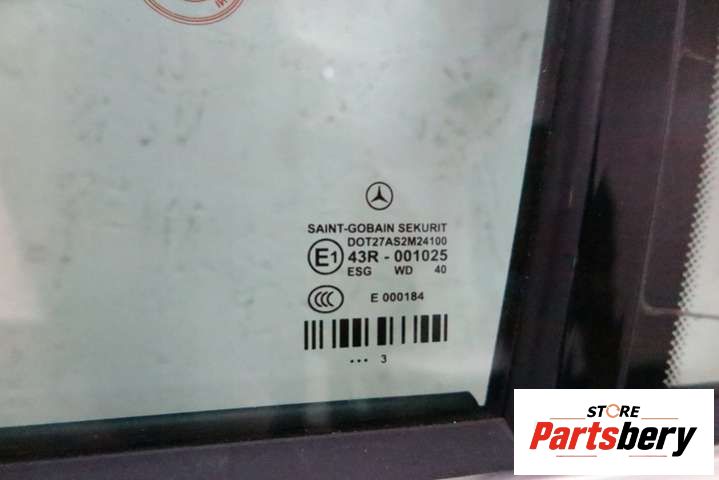 SAINT-GOBAIN SEKURIT
DOT27AS2M24100
E1 43R - 001025
ESG WD 40
CCC E 000184
... 3
STORE
Partsbery